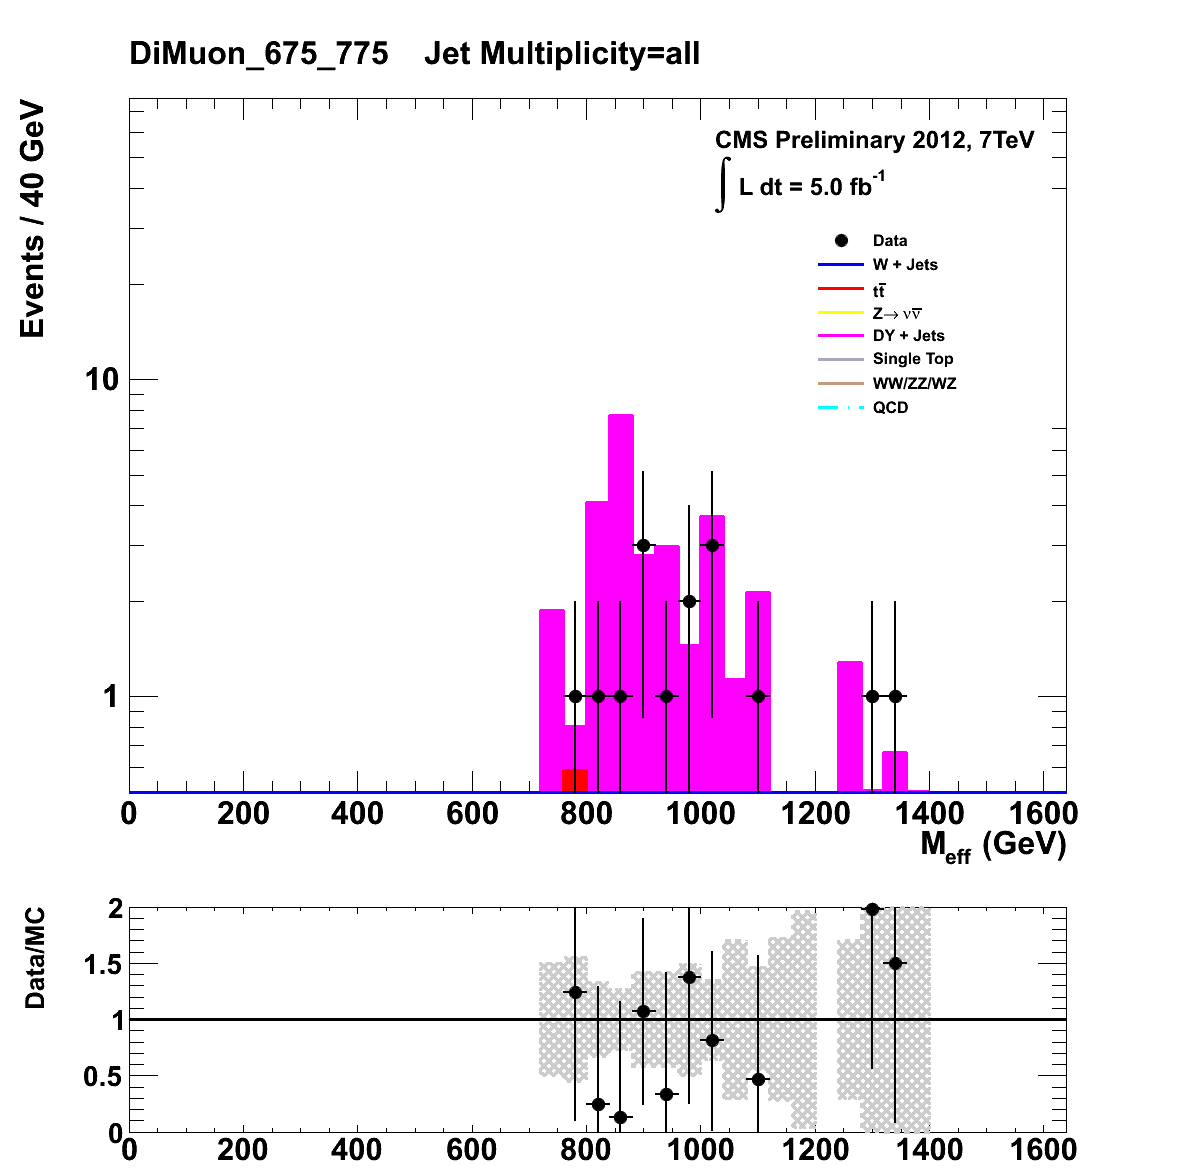 DiMuon_675_775 Jet Multiplicity=all
Events / 40 GeV
CMS Preliminary 2012, 7TeV
∫ L dt = 5.0 fb⁻¹
Data
W + Jets
tt̅
Z→ νν̅
DY + Jets
Single Top
WW/ZZ/WZ
QCD
10
1
0 200 400 600 800 1000 1200 1400 1600
M_eff (GeV)
Data/MC
2
1.5
1
0.5
0
0 200 400 600 800 1000 1200 1400 1600